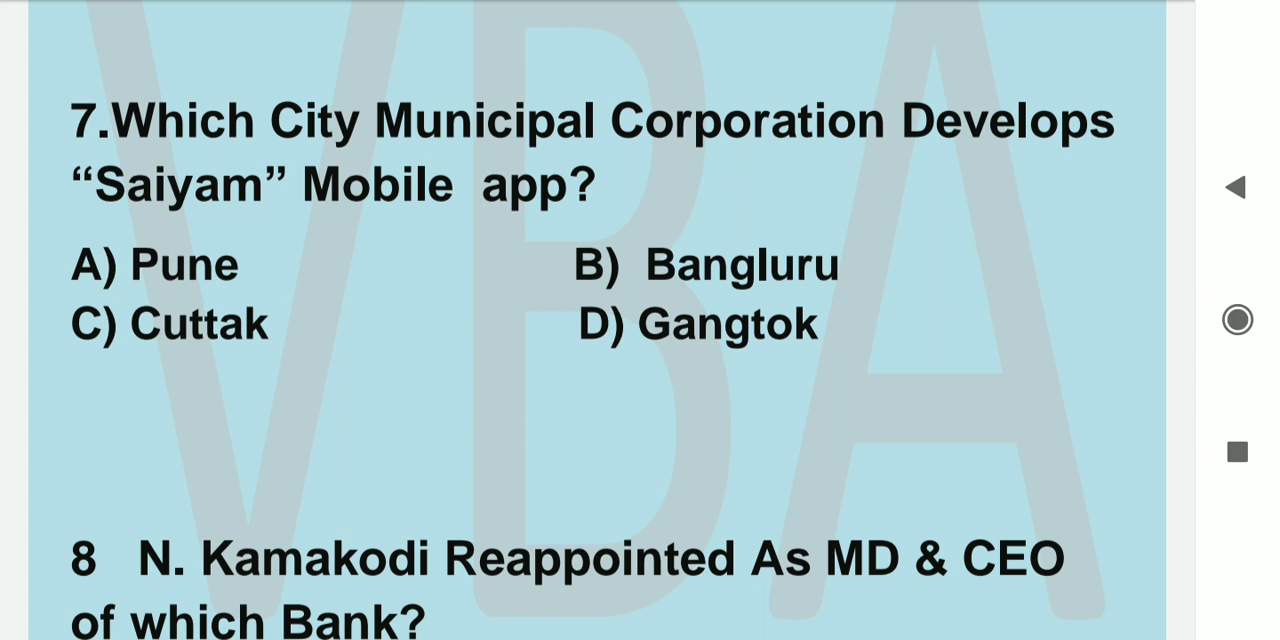 7.Which City Municipal Corporation Develops
“Saiyam” Mobile app?
A) Pune B) Bangluru
C) Cuttak D) Gangtok
8 N. Kamakodi Reappointed As MD & CEO
of which Bank?
VBA